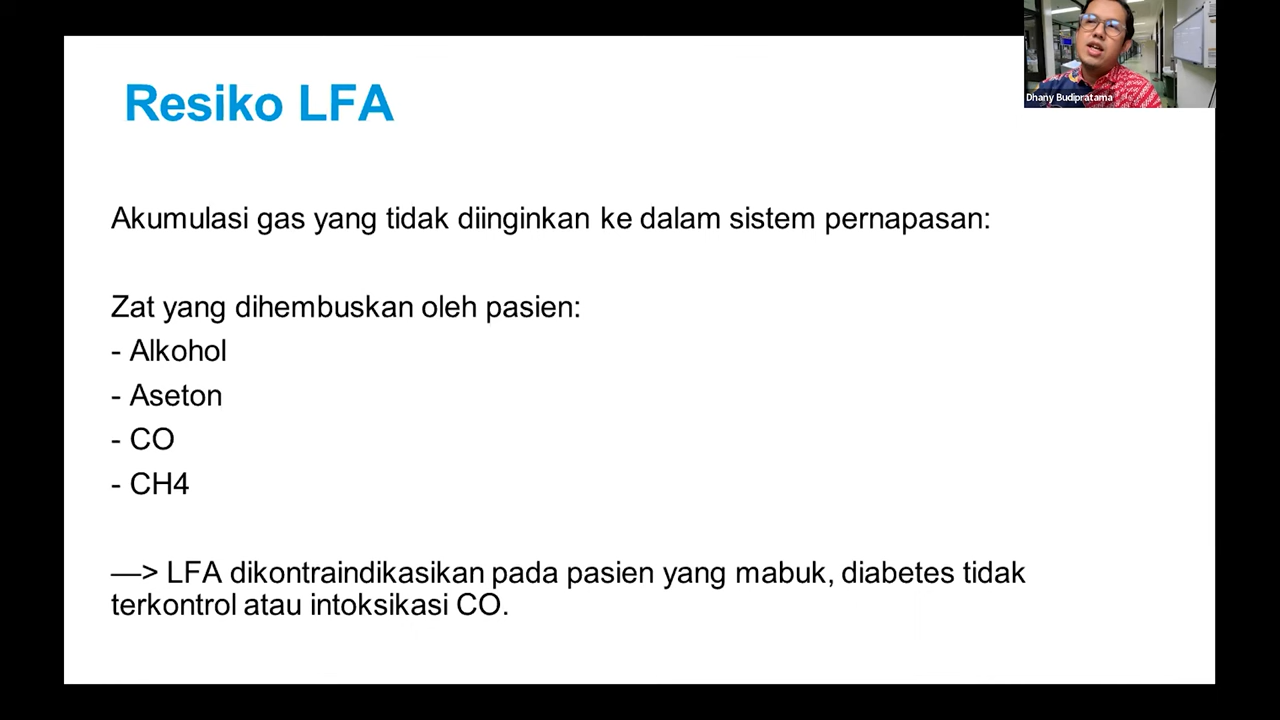 Resiko LFA
Dhany Budipratama
Akumulasi gas yang tidak diinginkan ke dalam sistem pernapasan:
Zat yang dihembuskan oleh pasien:
- Alkohol
- Aseton
- CO
- CH4
—> LFA dikontraindikasikan pada pasien yang mabuk, diabetes tidak
terkontrol atau intoksikasi CO.